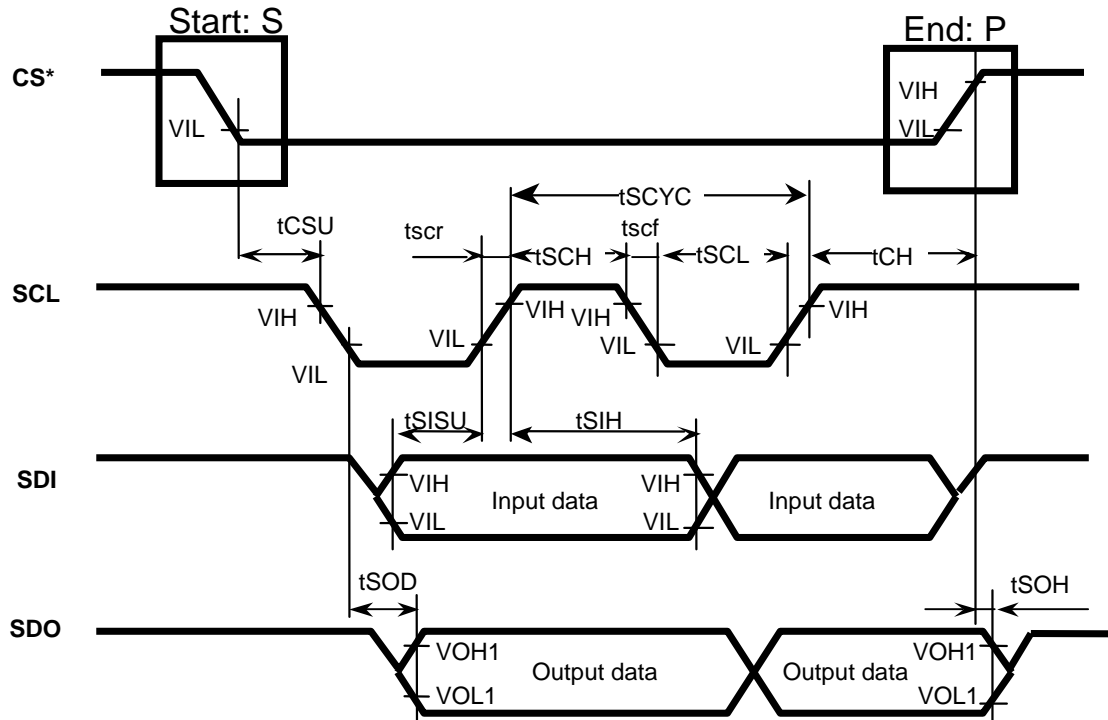 Start: S
End: P
CS*
VIH
VIL
VIL
tSCYC
tCSU
tscr
tscf
tSCH
tSCL
tCH
SCL
VIH
VIH
VIH
VIH
VIL
VIL
VIL
VIL
tSISU
tSIH
SDI
VIH
Input data
VIH
Input data
VIL
VIL
tSOD
tSOH
SDO
VOH1
Output data
Output data
VOH1
VOL1
VOL1